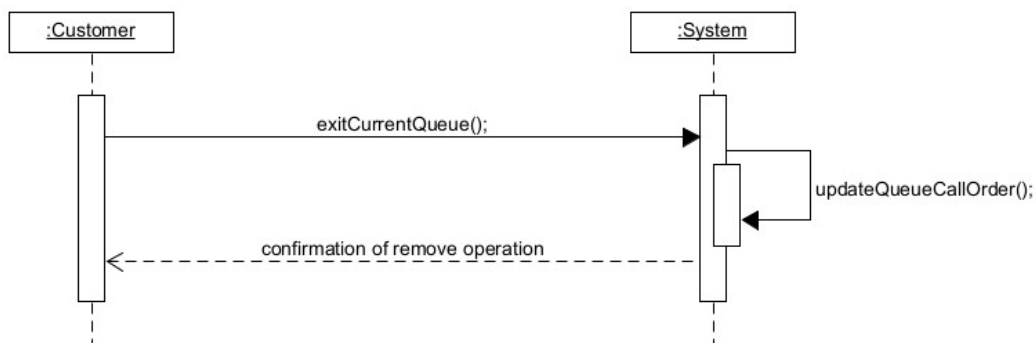 :Customer
:System
exitCurrentQueue();
updateQueueCallOrder();
confirmation of remove operation